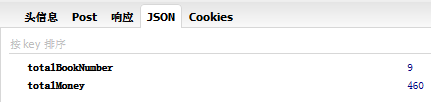 头信息 Post 响应 JSON Cookies
按 key 排序
totalBookNumber 9
totalMoney 460